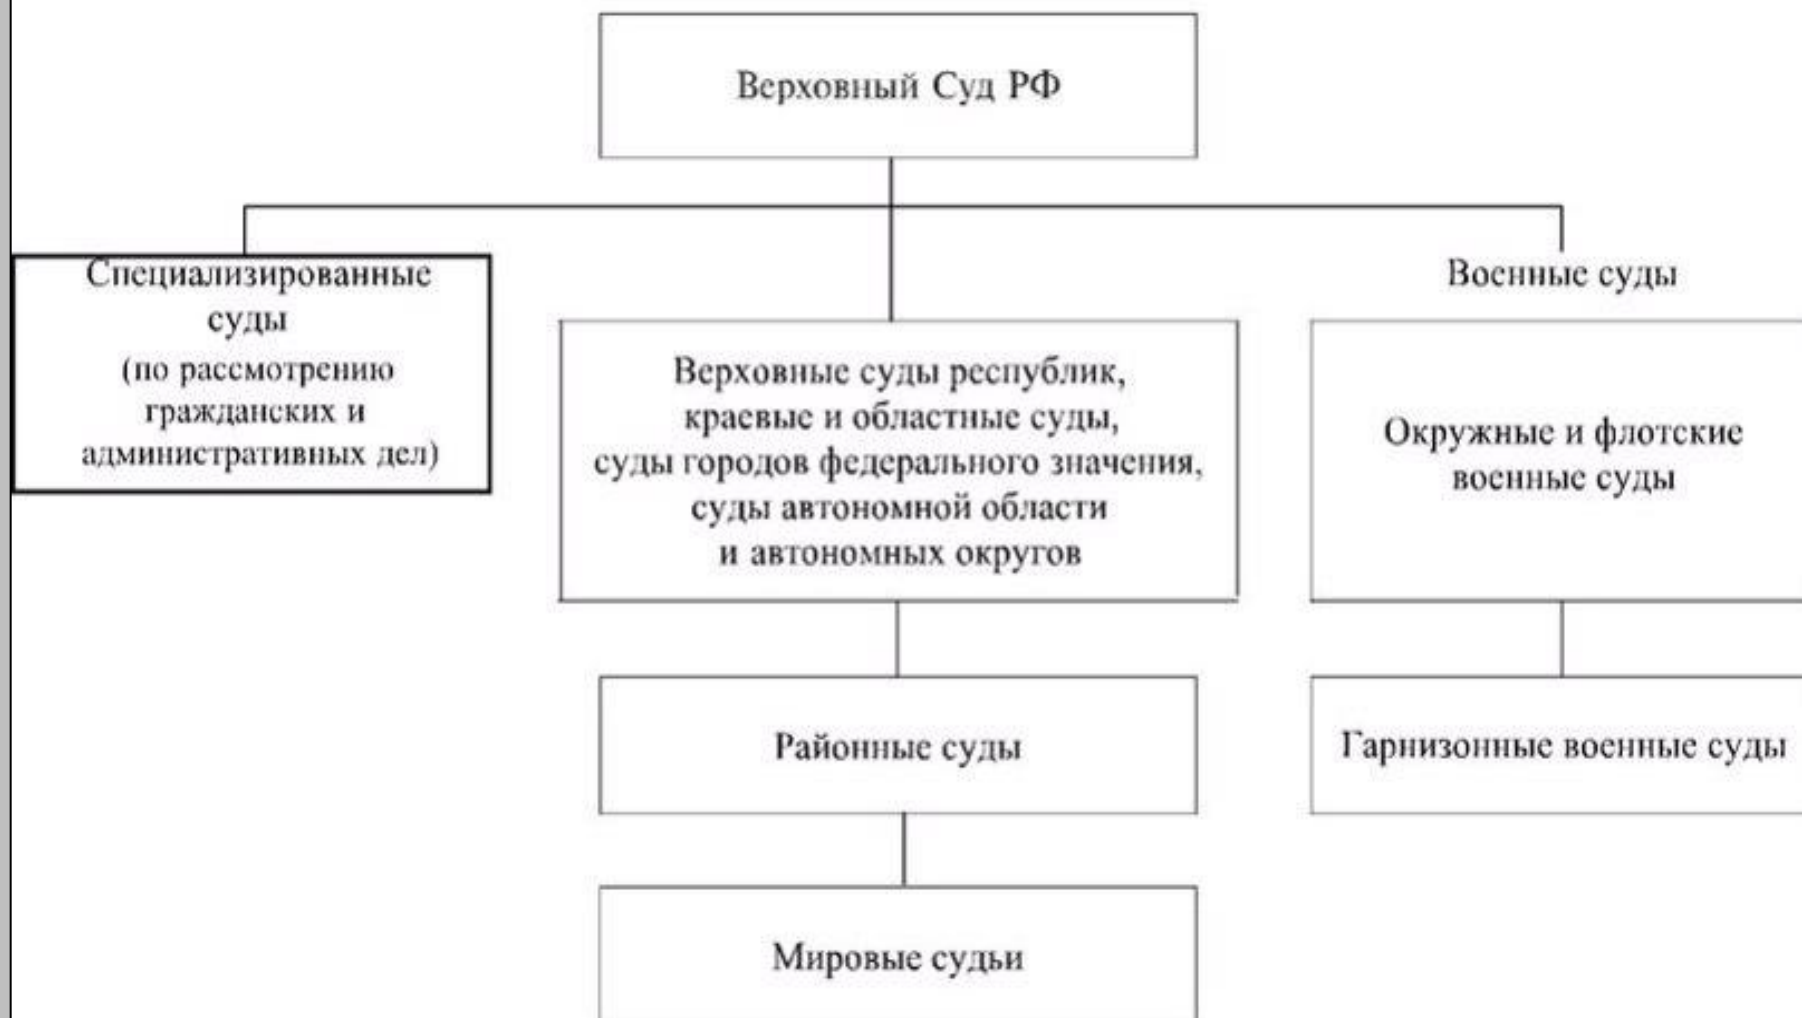 Верховный Суд РФ
Специализированные
суды
(по рассмотрению
гражданских и
административных дел)
Верховные суды республик,
краевые и областные суды,
суды городов федерального значения,
суды автономной области
и автономных округов
Военные суды
Окружные и флотские
военные суды
Районные суды
Гарнизонные военные суды
Мировые судьи